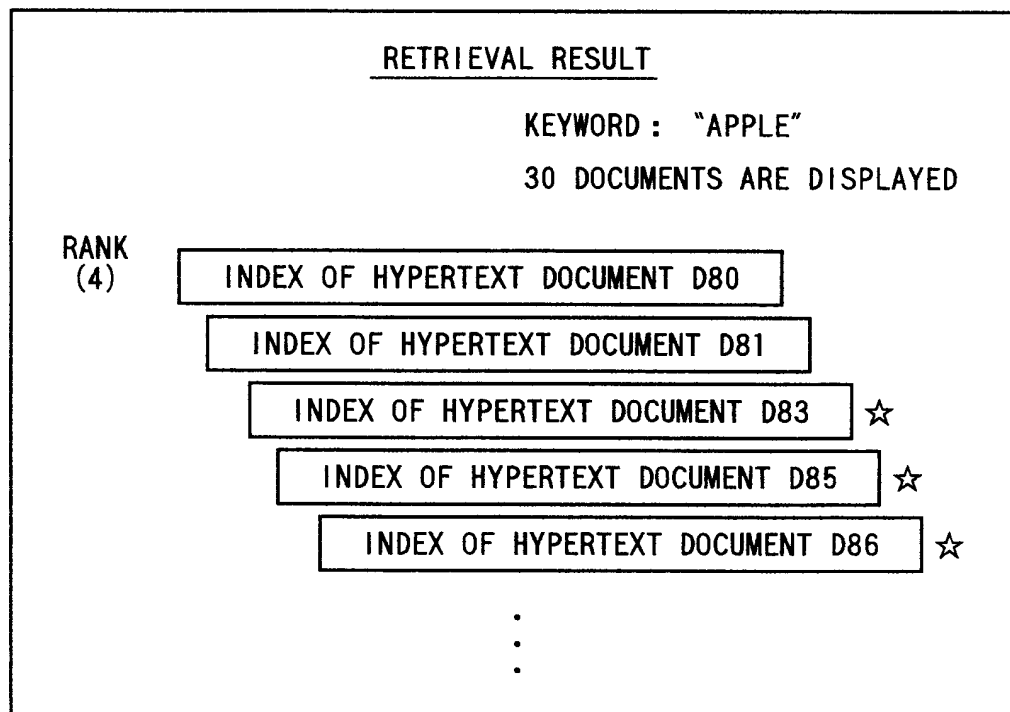 RETRIEVAL RESULT
KEYWORD : "APPLE"
30 DOCUMENTS ARE DISPLAYED
RANK
(4)
INDEX OF HYPERTEXT DOCUMENT D80
INDEX OF HYPERTEXT DOCUMENT D81
INDEX OF HYPERTEXT DOCUMENT D83 ☆
INDEX OF HYPERTEXT DOCUMENT D85 ☆
INDEX OF HYPERTEXT DOCUMENT D86 ☆